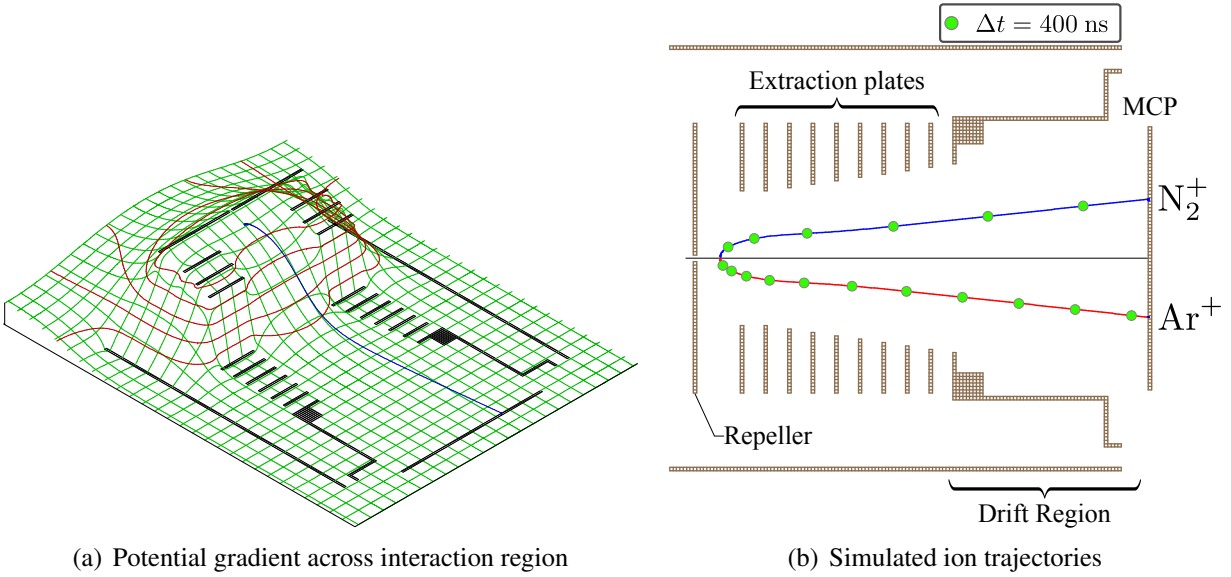 Δt = 400 ns
Extraction plates
MCP
N₂⁺
Ar⁺
Repeller
Drift Region
(a) Potential gradient across interaction region
(b) Simulated ion trajectories